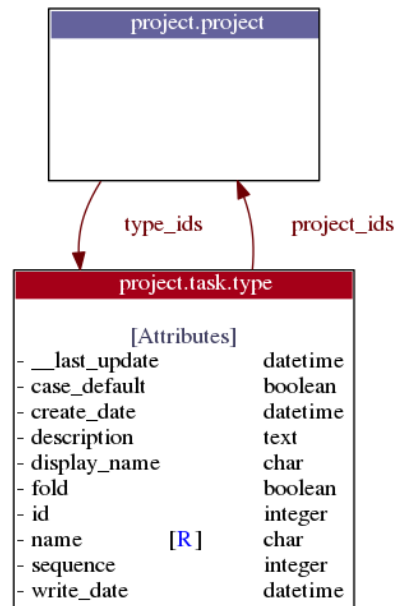 project.project
type_ids project_ids
project.task.type
[Attributes]
- __last_update datetime
- case_default boolean
- create_date datetime
- description text
- display_name char
- fold boolean
- id integer
- name [R] char
- sequence integer
- write_date datetime